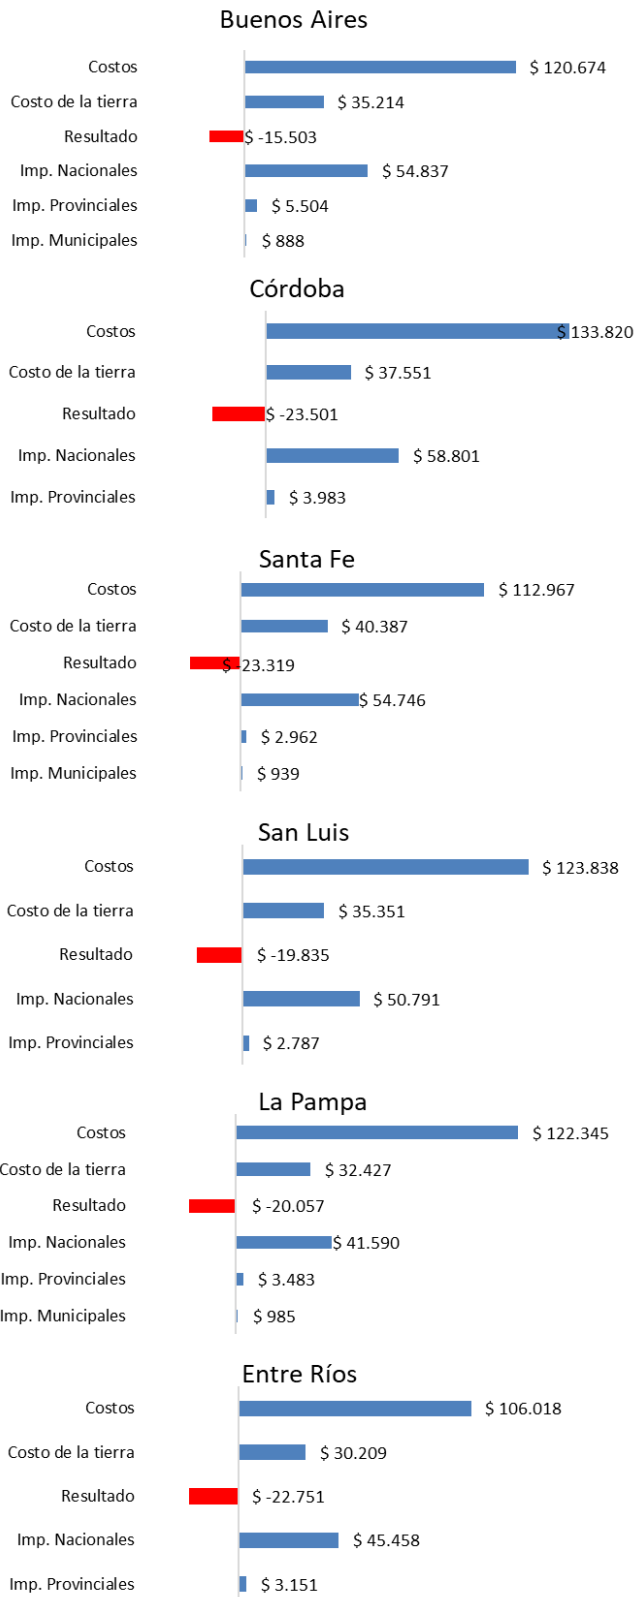 Buenos Aires
Costos $ 120.674
Costo de la tierra $ 35.214
Resultado $ -15.503
Imp. Nacionales $ 54.837
Imp. Provinciales $ 5.504
Imp. Municipales $ 888
Córdoba
Costos $ 133.820
Costo de la tierra $ 37.551
Resultado $ -23.501
Imp. Nacionales $ 58.801
Imp. Provinciales $ 3.983
Santa Fe
Costos $ 112.967
Costo de la tierra $ 40.387
Resultado $ -23.319
Imp. Nacionales $ 54.746
Imp. Provinciales $ 2.962
Imp. Municipales $ 939
San Luis
Costos $ 123.838
Costo de la tierra $ 35.351
Resultado $ -19.835
Imp. Nacionales $ 50.791
Imp. Provinciales $ 2.787
La Pampa
Costos $ 122.345
Costo de la tierra $ 32.427
Resultado $ -20.057
Imp. Nacionales $ 41.590
Imp. Provinciales $ 3.483
Imp. Municipales $ 985
Entre Ríos
Costos $ 106.018
Costo de la tierra $ 30.209
Resultado $ -22.751
Imp. Nacionales $ 45.458
Imp. Provinciales $ 3.151